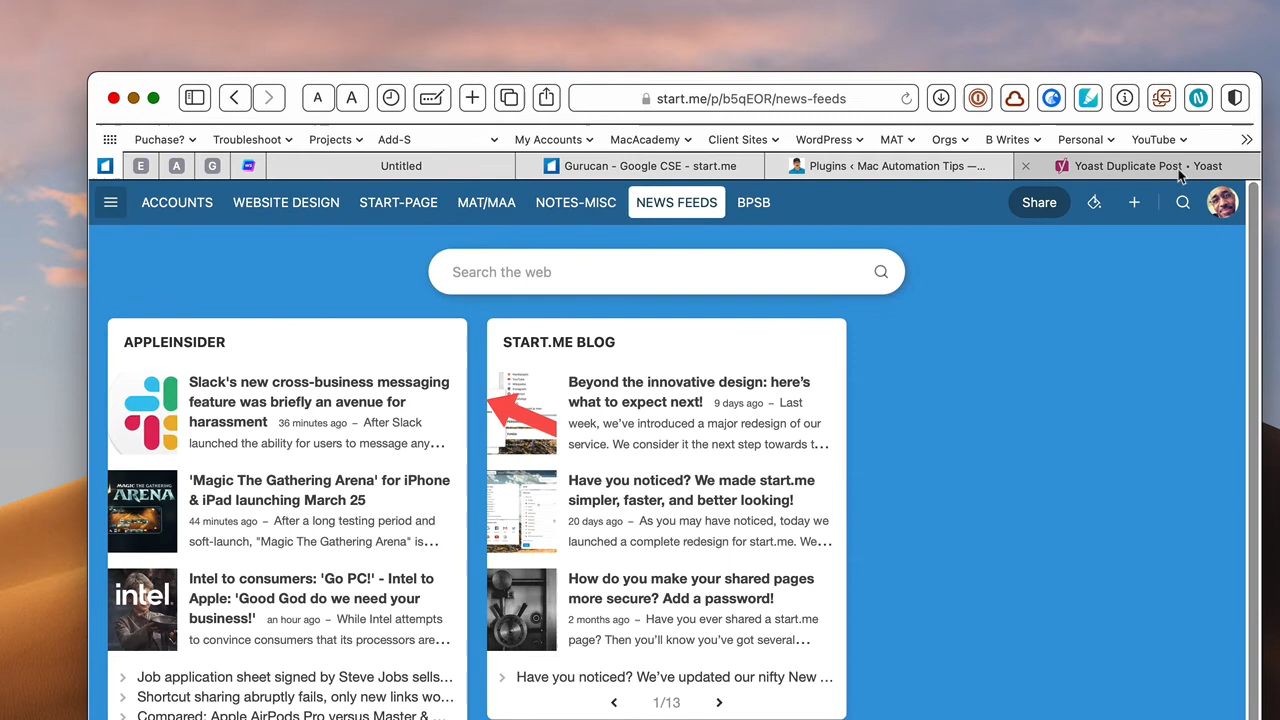 A A start.me/p/b5qEOR/news-feeds
Puchase? Troubleshoot Projects Add-S My Accounts MacAcademy Client Sites WordPress MAT Orgs B Writes Personal YouTube
E A G Untitled Gurucan - Google CSE - start.me Plugins ‹ Mac Automation Tips —... Yoast Duplicate Post • Yoast
ACCOUNTS WEBSITE DESIGN START-PAGE MAT/MAA NOTES-MISC NEWS FEEDS BPSB Share
Search the web
APPLEINSIDER
Slack's new cross-business messaging
feature was briefly an avenue for
harassment 36 minutes ago – After Slack
launched the ability for users to message any...
'Magic The Gathering Arena' for iPhone
& iPad launching March 25
44 minutes ago – After a long testing period and
soft-launch, "Magic The Gathering Arena" is...
Intel to consumers: 'Go PC!' - Intel to
Apple: 'Good God do we need your
business!' an hour ago – While Intel attempts
to convince consumers that its processors are...
Job application sheet signed by Steve Jobs sells...
Shortcut sharing abruptly fails, only new links wo...
Compared: Apple AirPods Pro versus Master & ...
START.ME BLOG
Beyond the innovative design: here's
what to expect next! 9 days ago – Last
week, we've introduced a major redesign of our
service. We consider it the next step towards t...
Have you noticed? We made start.me
simpler, faster, and better looking!
20 days ago – As you may have noticed, today we
launched a complete redesign for start.me. We...
How do you make your shared pages
more secure? Add a password!
2 months ago – Have you ever shared a start.me
page? Then you'll know you've got several...
Have you noticed? We've updated our nifty New ...
1/13
ARENA
intel